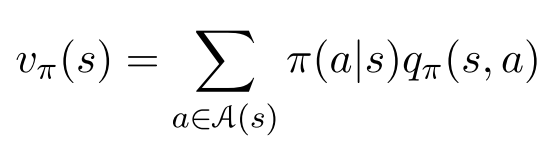 v_π(s) = ∑_{a∈𝒜(s)} π(a|s)q_π(s, a)